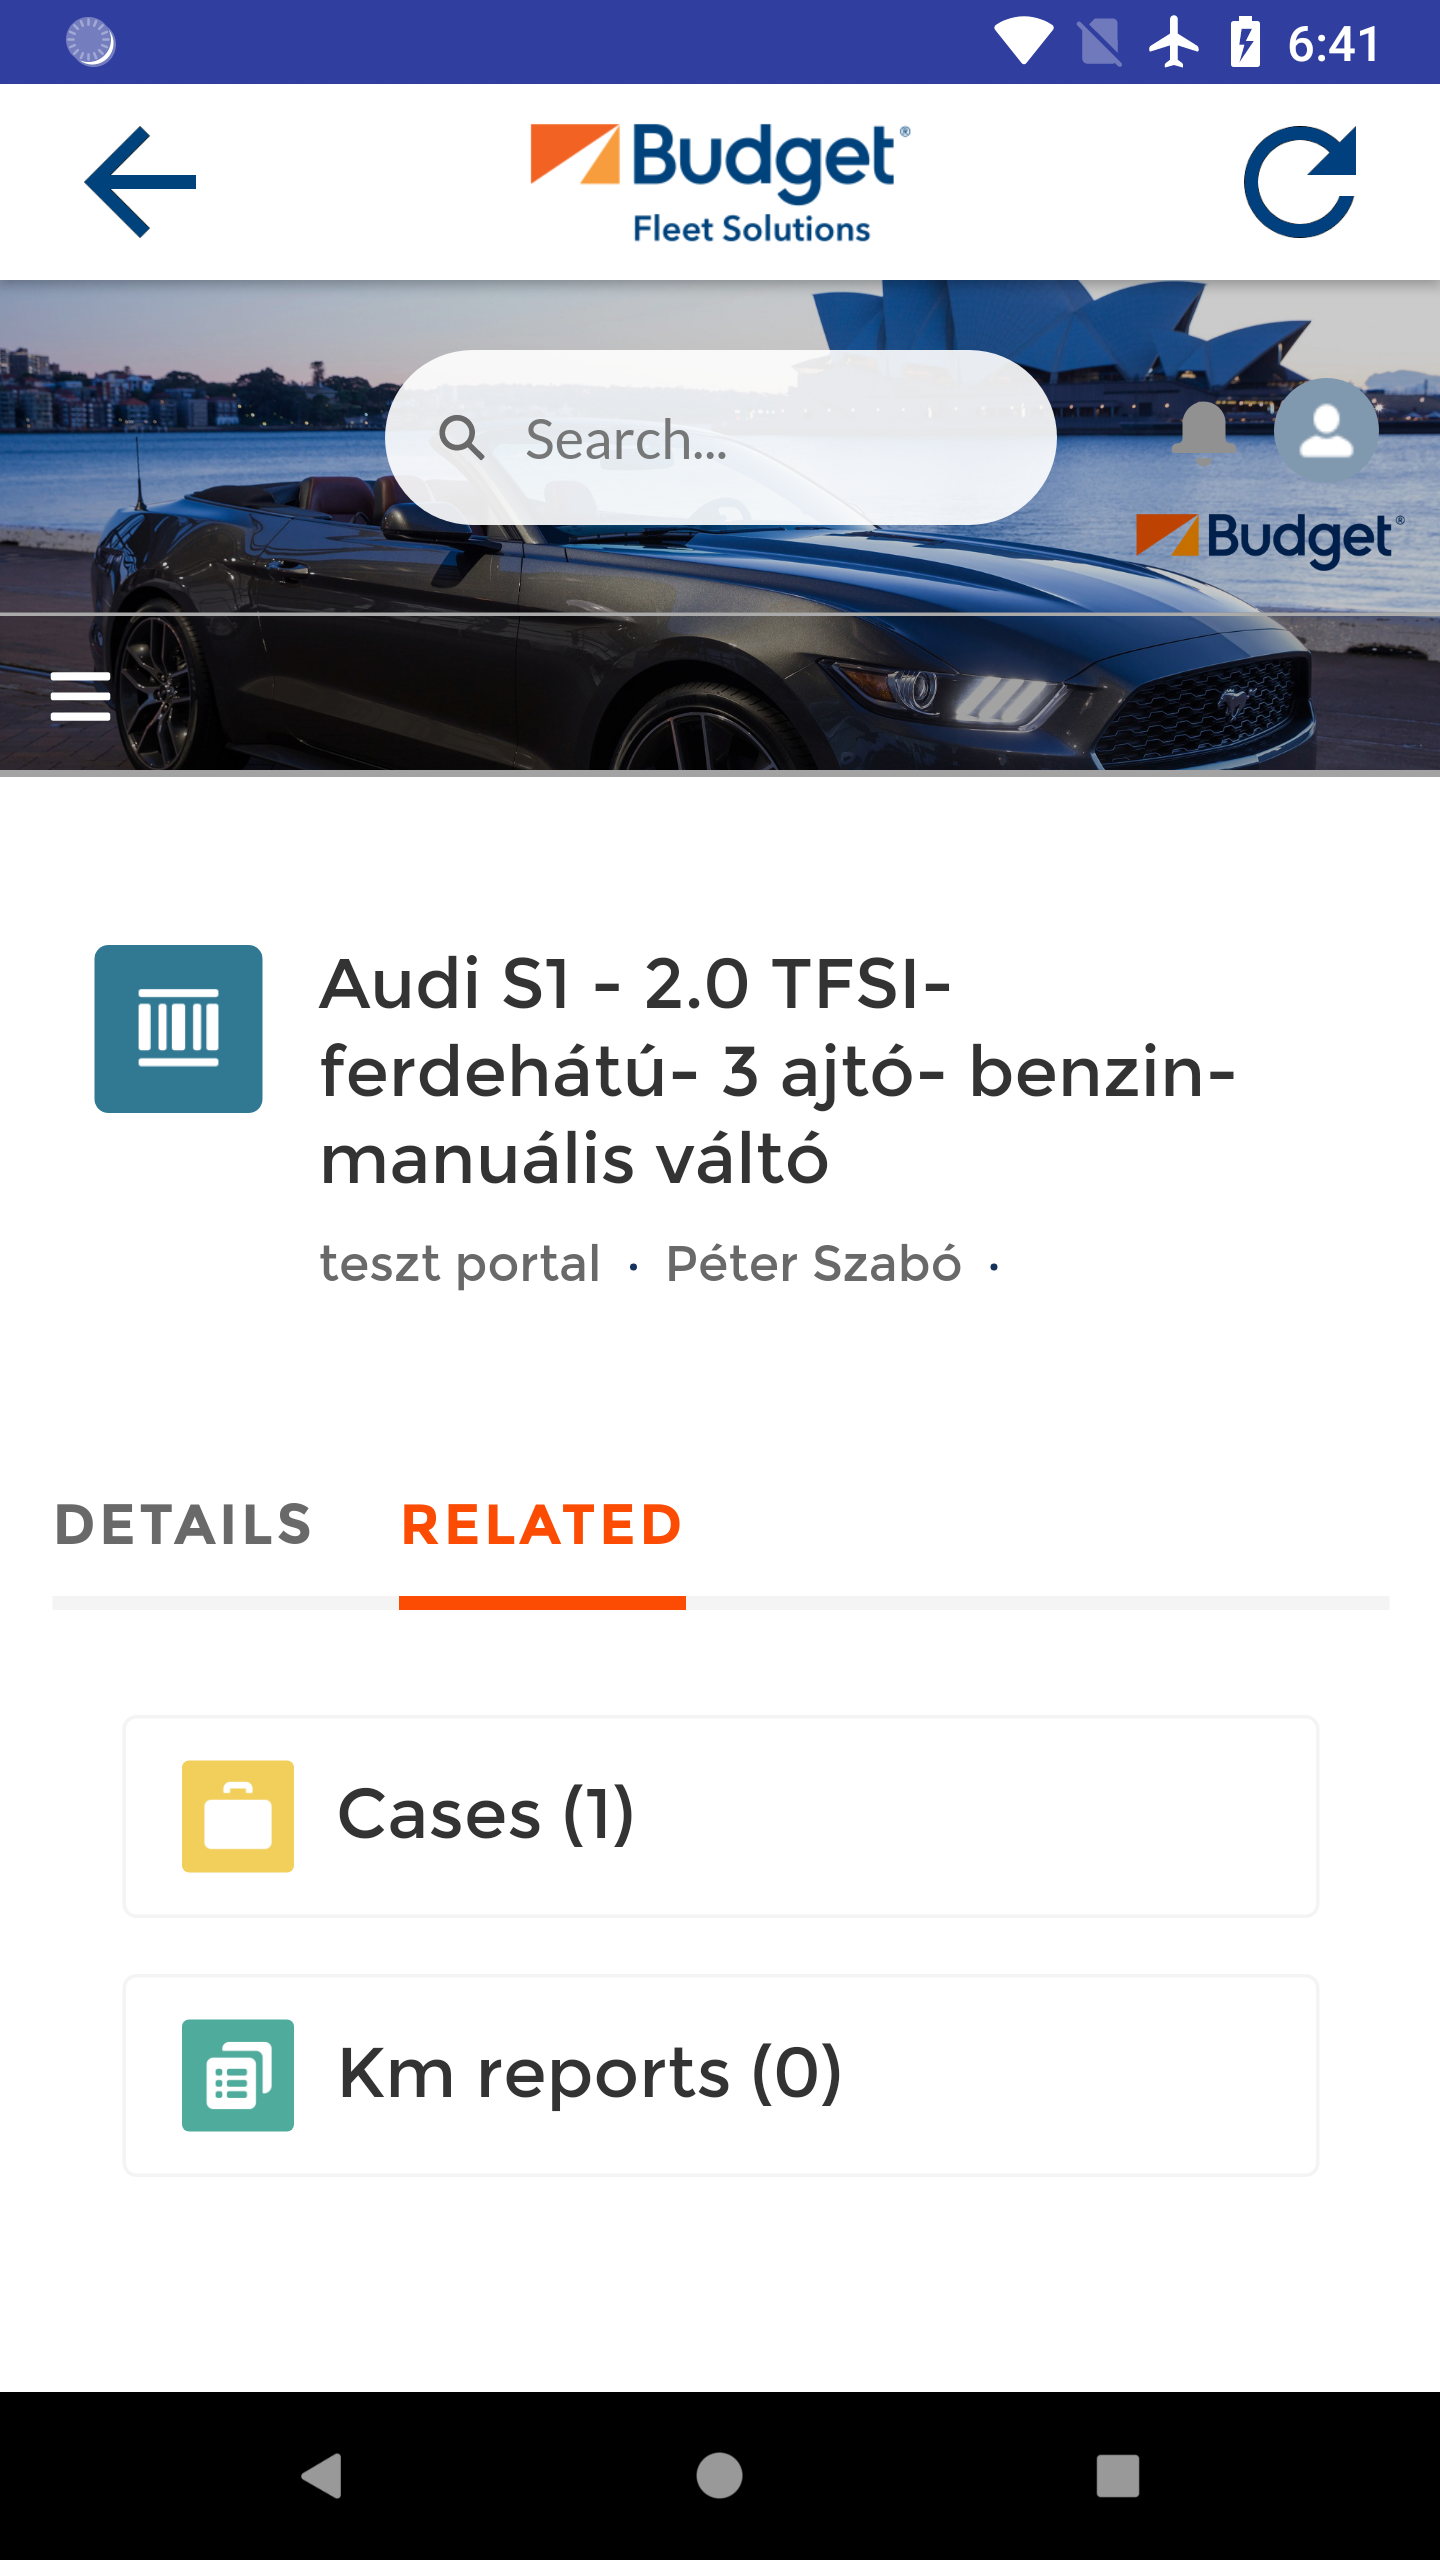 6:41
Budget®
Fleet Solutions
Search...
Budget®
Audi S1 - 2.0 TFSI-
ferdehátú- 3 ajtó- benzin-
manuális váltó
teszt portal · Péter Szabó ·
DETAILS RELATED
Cases (1)
Km reports (0)